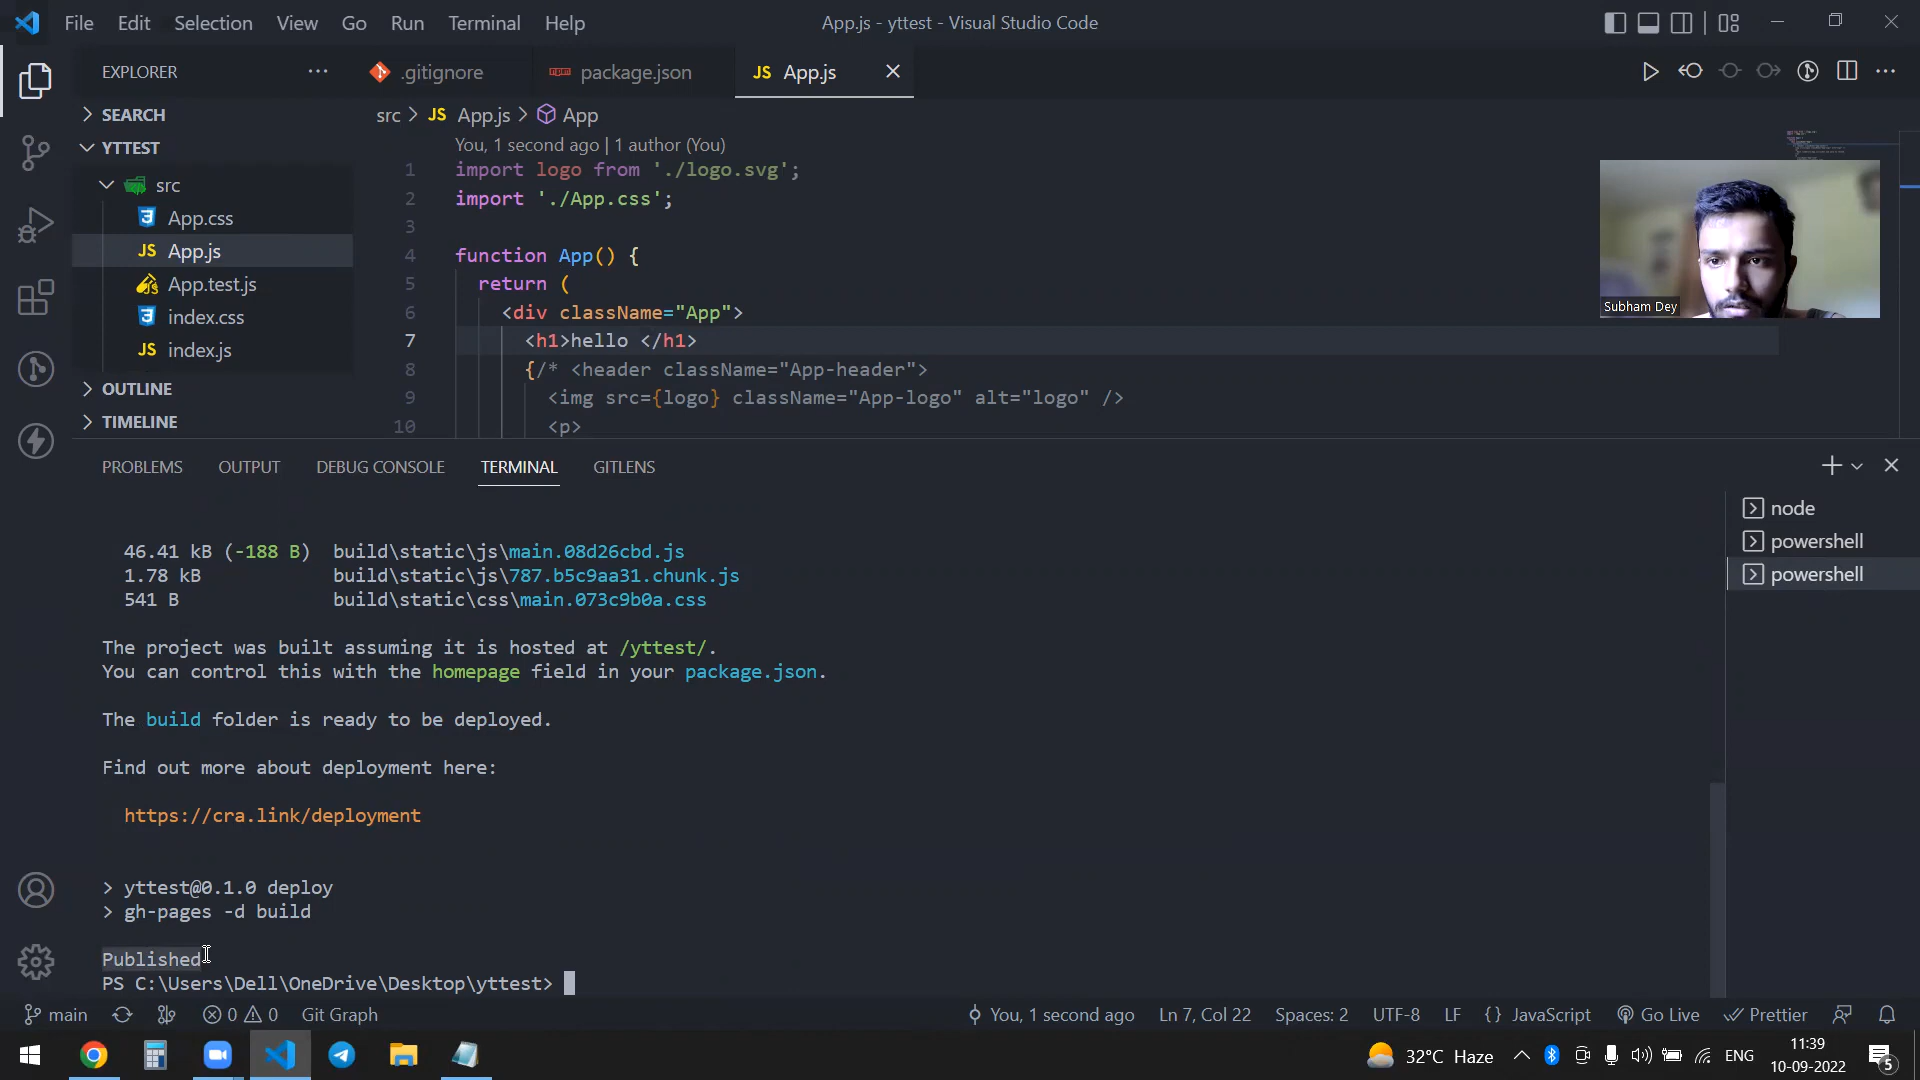 File Edit Selection View Go Run Terminal Help
App.js - yttest - Visual Studio Code
EXPLORER
.gitignore
package.json
JS App.js
SEARCH
YTTEST
src
App.css
JS App.js
App.test.js
index.css
JS index.js
OUTLINE
TIMELINE
src > JS App.js > App
You, 1 second ago | 1 author (You)
1 import logo from './logo.svg';
2 import './App.css';
3
4 function App() {
5 return (
6 <div className="App">
7 <h1>hello </h1>
8 {/* <header className="App-header">
9 <img src={logo} className="App-logo" alt="logo" />
10 <p>
Subham Dey
PROBLEMS OUTPUT DEBUG CONSOLE TERMINAL GITLENS
node
powershell
powershell
46.41 kB (-188 B) build\static\js\main.08d26cbd.js
1.78 kB build\static\js\787.b5c9aa31.chunk.js
541 B build\static\css\main.073c9b0a.css
The project was built assuming it is hosted at /yttest/.
You can control this with the homepage field in your package.json.
The build folder is ready to be deployed.
Find out more about deployment here:
https://cra.link/deployment
> yttest@0.1.0 deploy
> gh-pages -d build
Published
PS C:\Users\Dell\OneDrive\Desktop\yttest>
main 0 0 Git Graph You, 1 second ago Ln 7, Col 22 Spaces: 2 UTF-8 LF {} JavaScript Go Live Prettier
32°C Haze ENG
11:39
10-09-2022
5